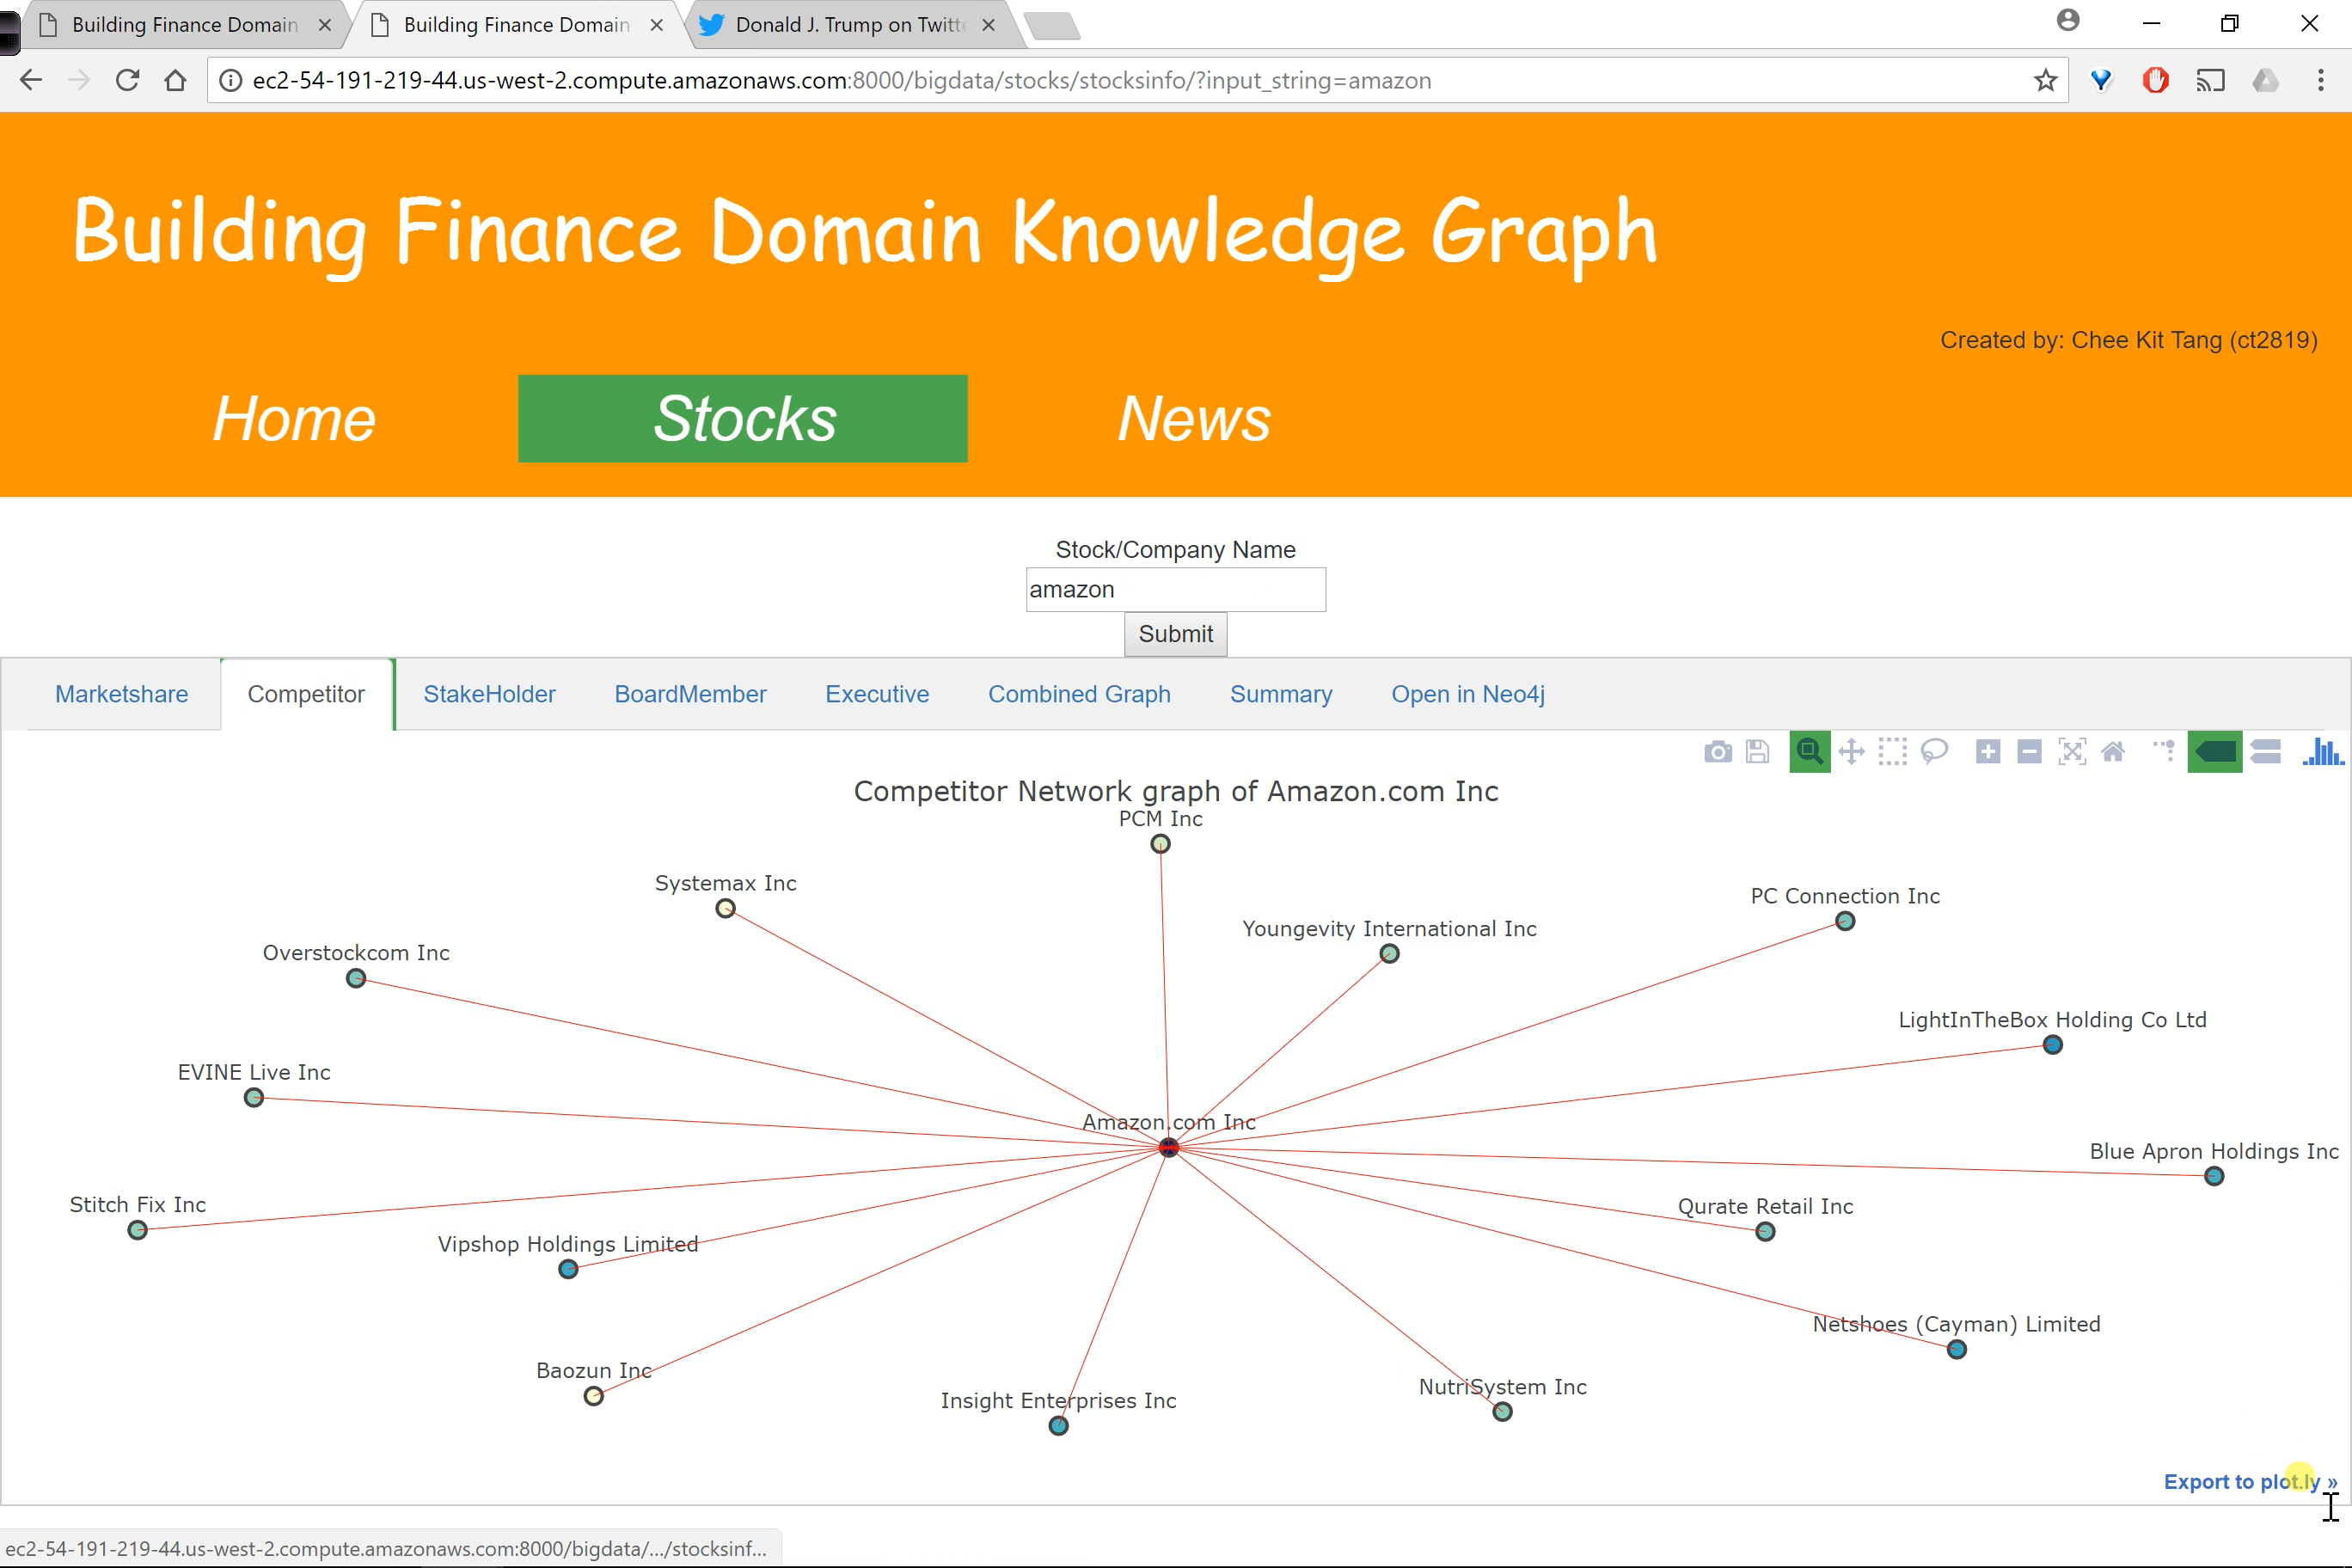 Building Finance Domain
Building Finance Domain
Donald J. Trump on Twitt
ec2-54-191-219-44.us-west-2.compute.amazonaws.com:8000/bigdata/stocks/stocksinfo/?input_string=amazon
Building Finance Domain Knowledge Graph
Created by: Chee Kit Tang (ct2819)
Home Stocks News
Stock/Company Name
amazon
Submit
Marketshare Competitor StakeHolder BoardMember Executive Combined Graph Summary Open in Neo4j
Competitor Network graph of Amazon.com Inc
PCM Inc
Systemax Inc
PC Connection Inc
Youngevity International Inc
Overstockcom Inc
LightInTheBox Holding Co Ltd
EVINE Live Inc
Amazon.com Inc
Blue Apron Holdings Inc
Stitch Fix Inc
Qurate Retail Inc
Vipshop Holdings Limited
Netshoes (Cayman) Limited
Baozun Inc
NutriSystem Inc
Insight Enterprises Inc
Export to plot.ly »
ec2-54-191-219-44.us-west-2.compute.amazonaws.com:8000/bigdata/.../stocksinf...